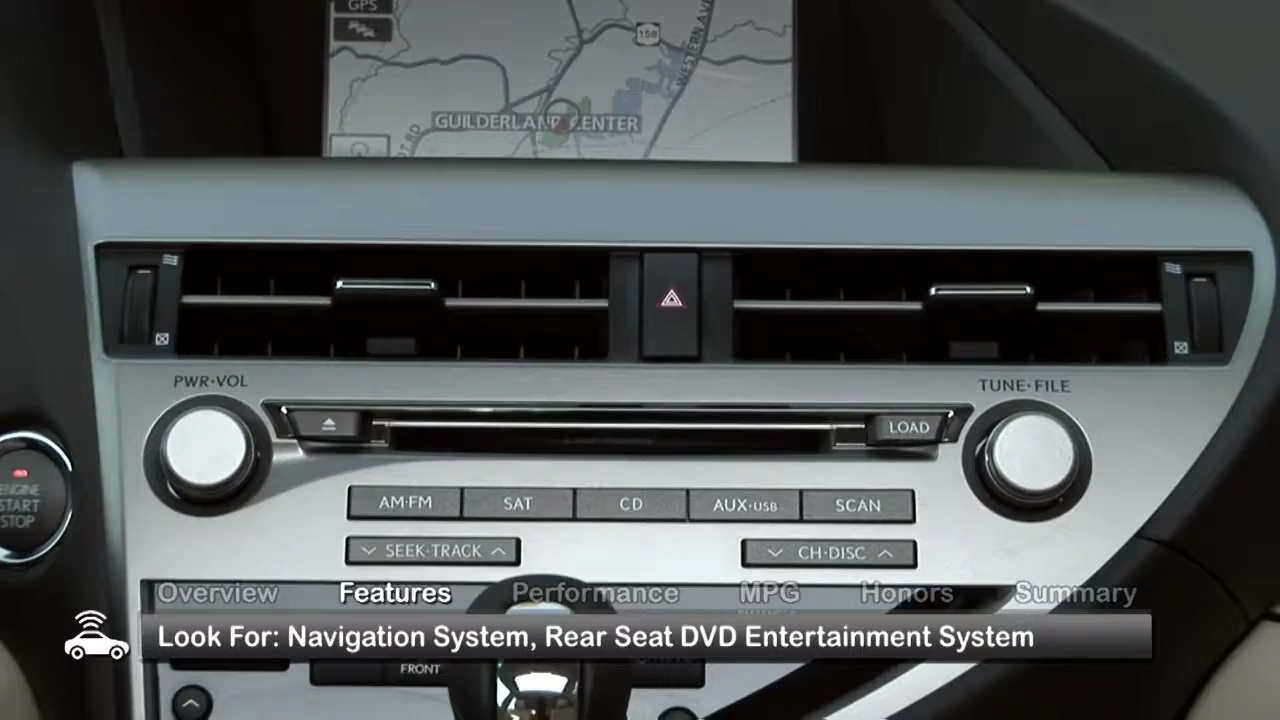 GPS
158
WESTERN AV
GUILDERLAND CENTER
PWR·VOL
TUNE·FILE
LOAD
ENGINE
START
STOP
AM·FM
SAT
CD
AUX·USB
SCAN
SEEK·TRACK
CH·DISC
Overview
Features
Performance
MPG
Honors
Summary
Look For: Navigation System, Rear Seat DVD Entertainment System
FRONT